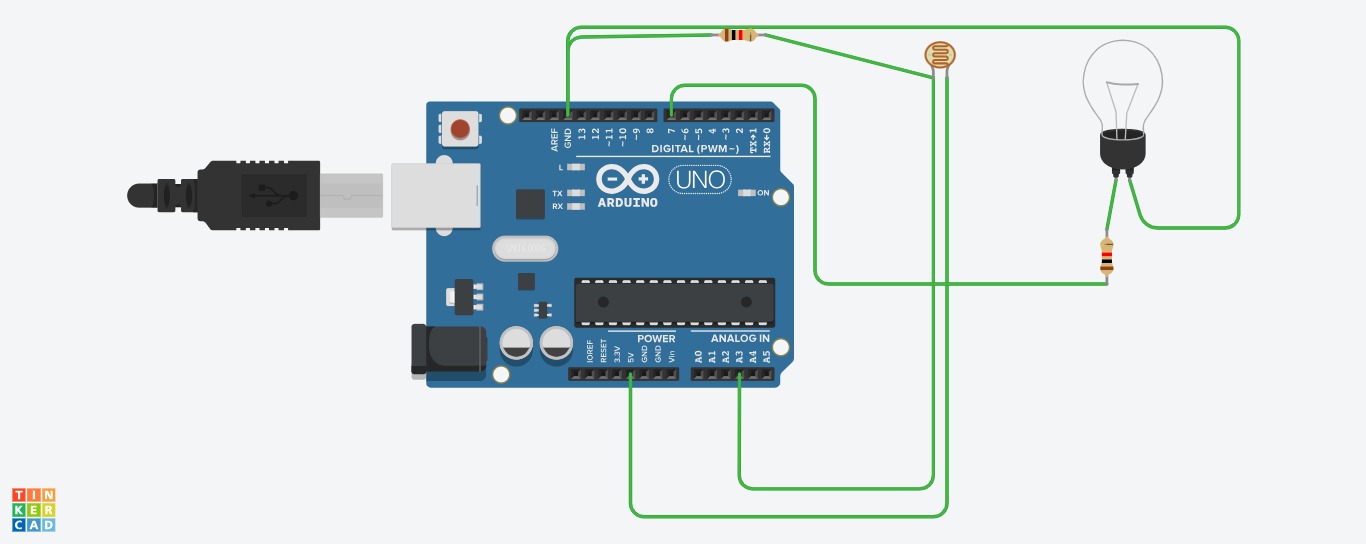 AREF
GND
13
12
~11
~10
~9
8
7
~6
~5
4
~3
2
TX→1
RX←0
DIGITAL (PWM~)
L
TX
RX
ARDUINO
UNO
ON
POWER
ANALOG IN
IOREF
RESET
3.3V
5V
GND
GND
Vin
A0
A1
A2
A3
A4
A5
TIN
KER
CAD